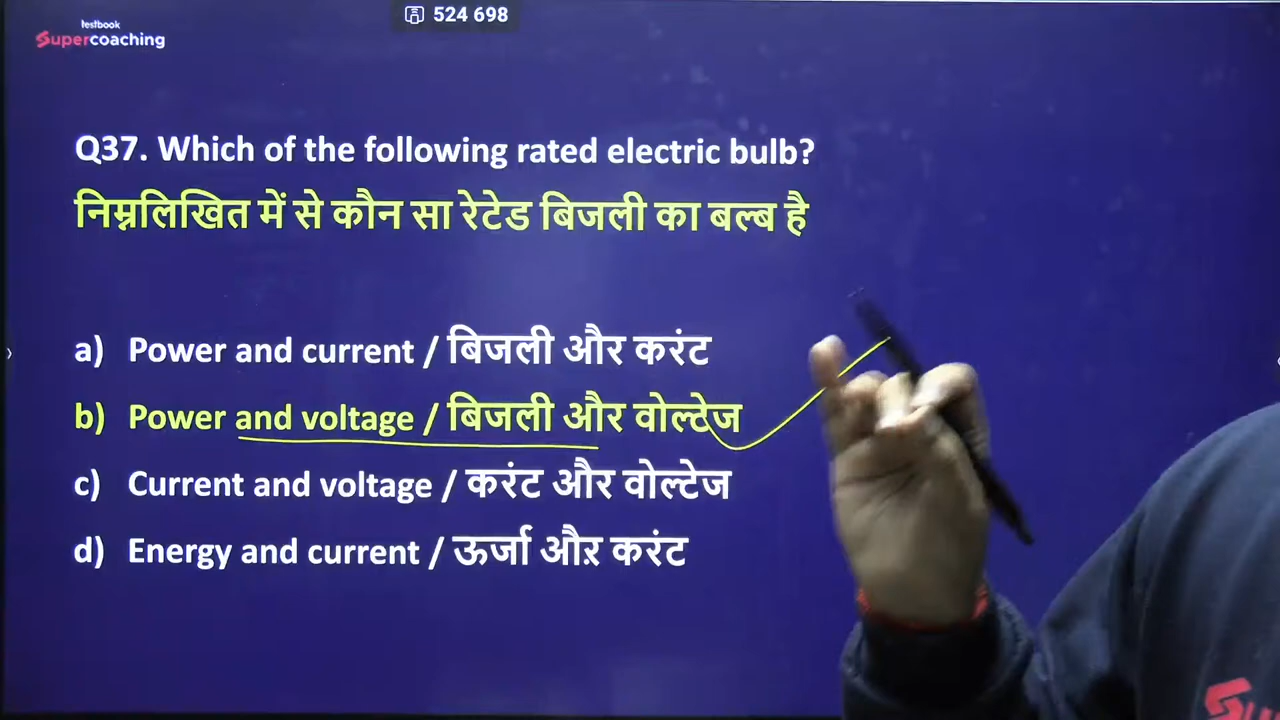 testbook
Supercoaching
524 698
Q37. Which of the following rated electric bulb?
निम्नलिखित में से कौन सा रेटेड बिजली का बल्ब है
a) Power and current / बिजली और करंट
b) Power and voltage / बिजली और वोल्टेज
c) Current and voltage / करंट और वोल्टेज
d) Energy and current / ऊर्जा औऱ करंट